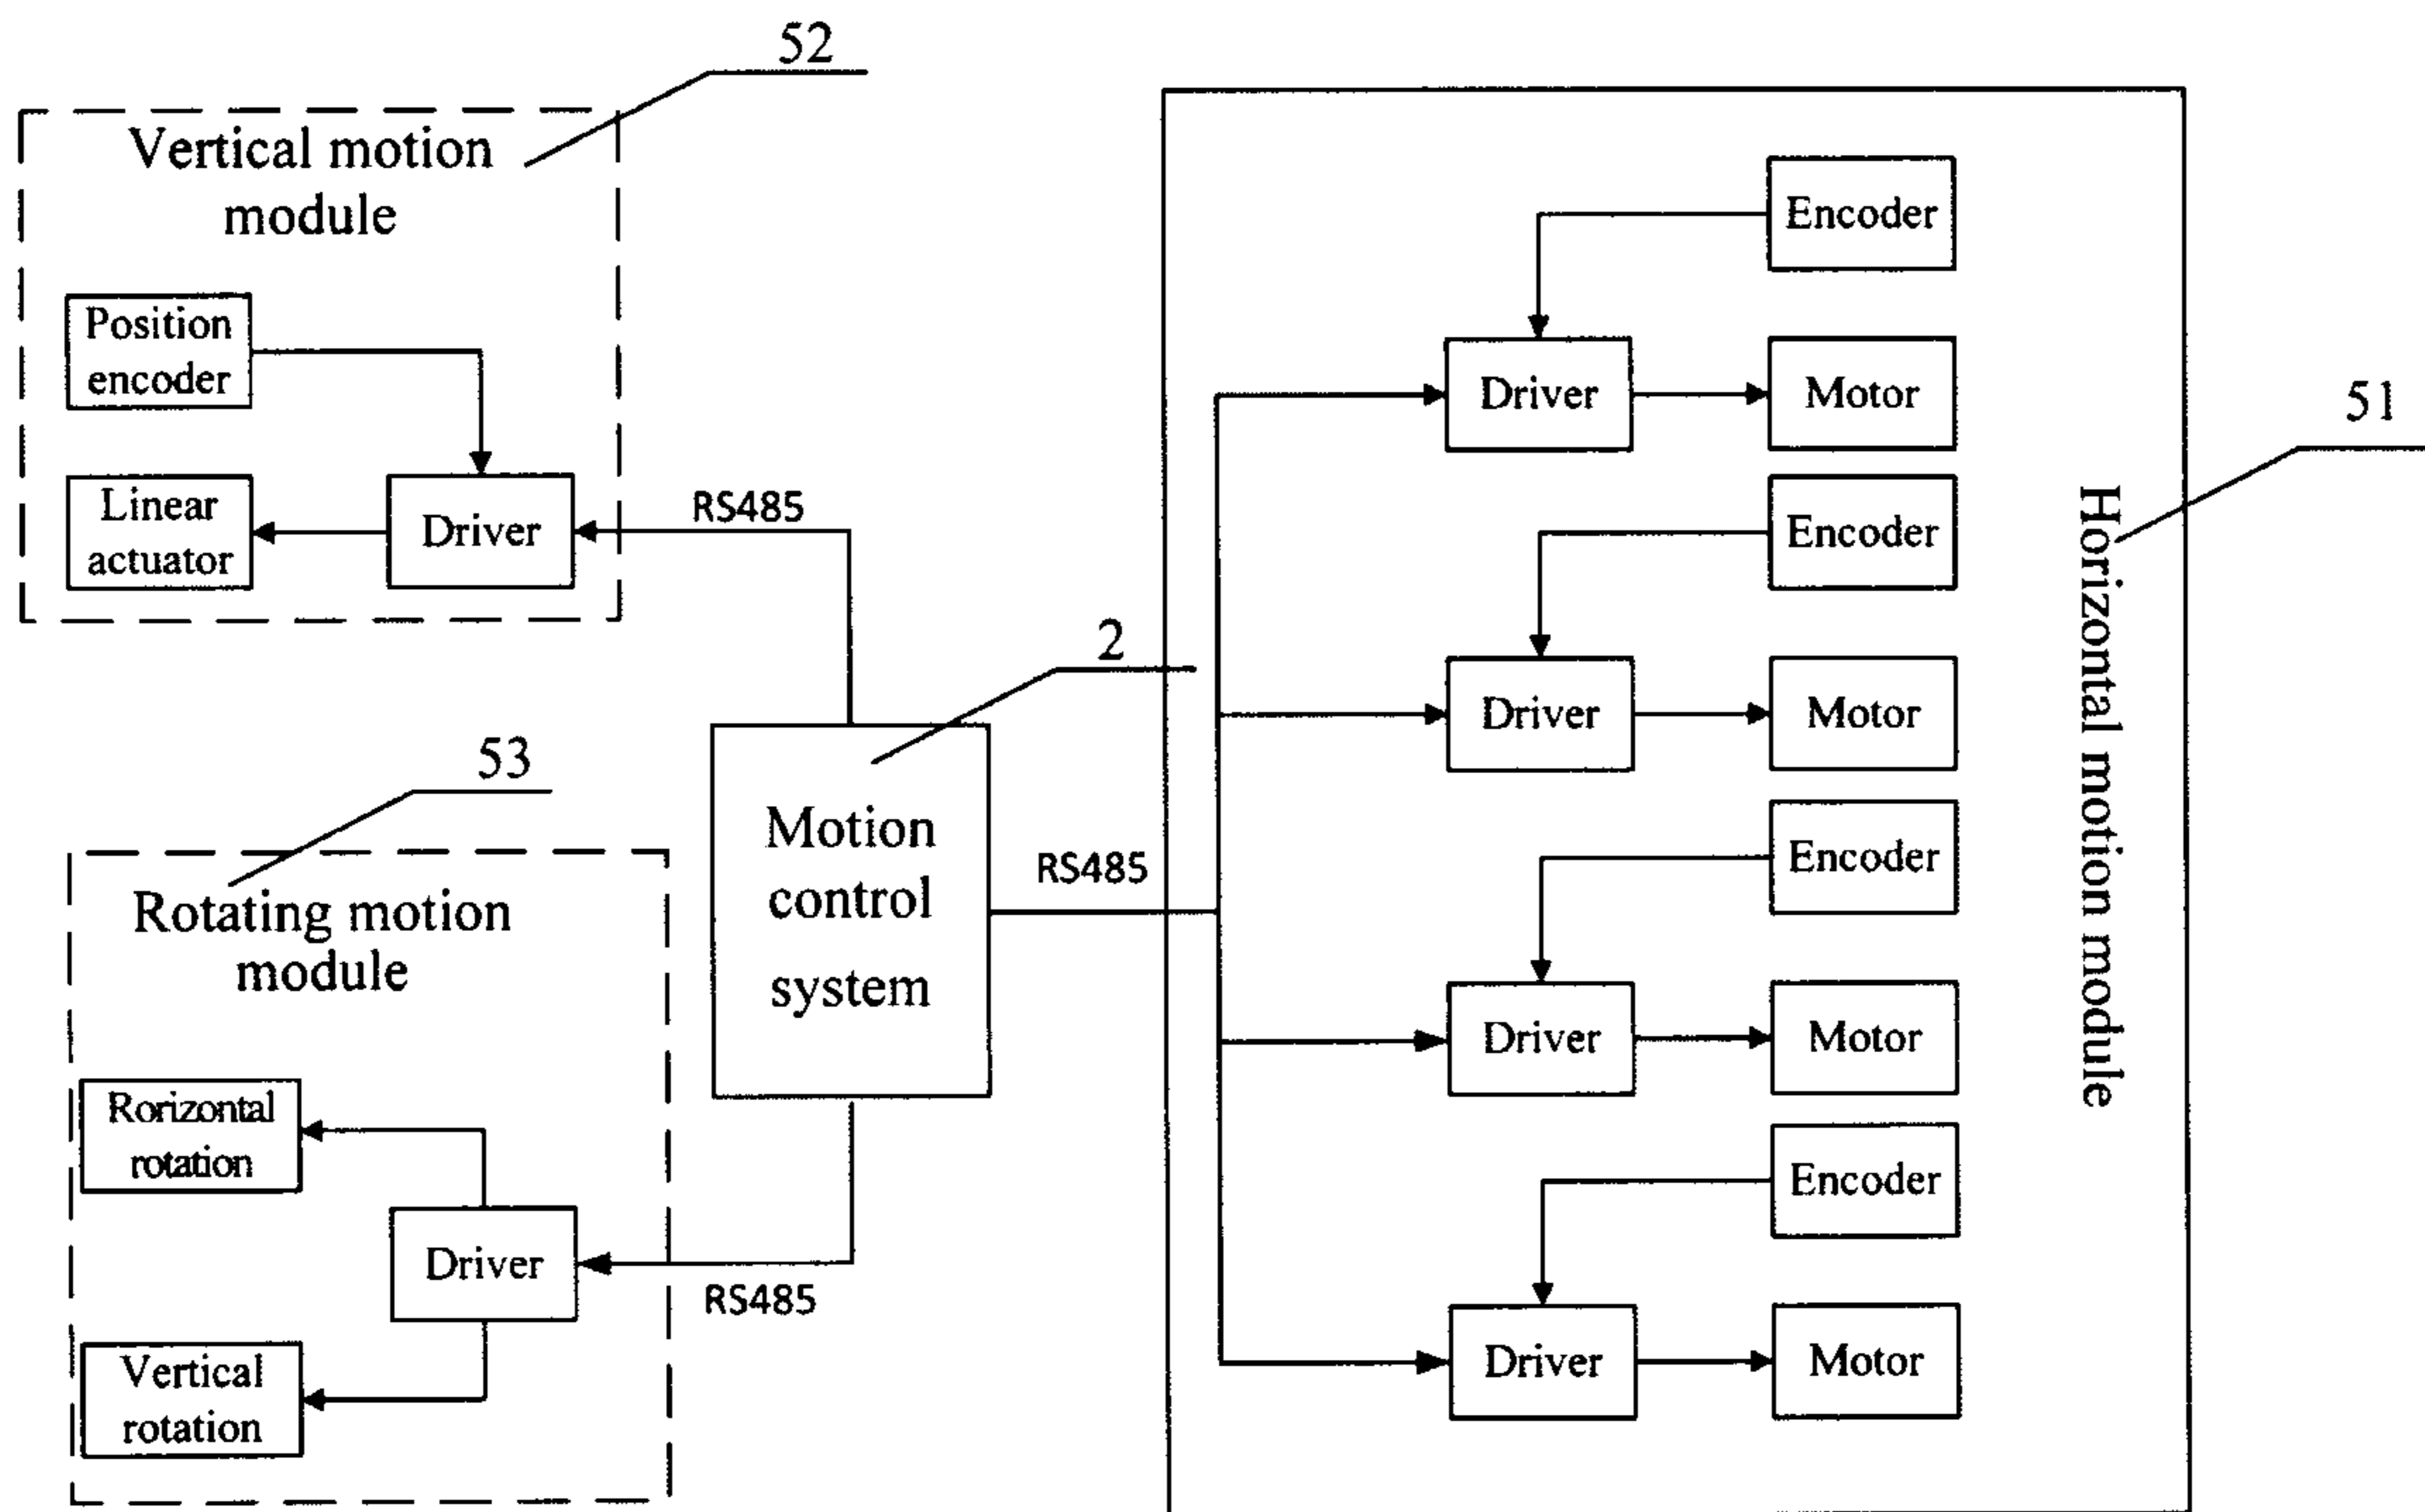 52
Vertical motion
module
Position
encoder
Linear
actuator
Driver
RS485
2
Motion
control
system
53
Rotating motion
module
Rorizontal
rotation
Driver
Vertical
rotation
RS485
RS485
Encoder
Driver
Motor
Encoder
Driver
Motor
Encoder
Driver
Motor
Encoder
Driver
Motor
Horizontal motion module
51